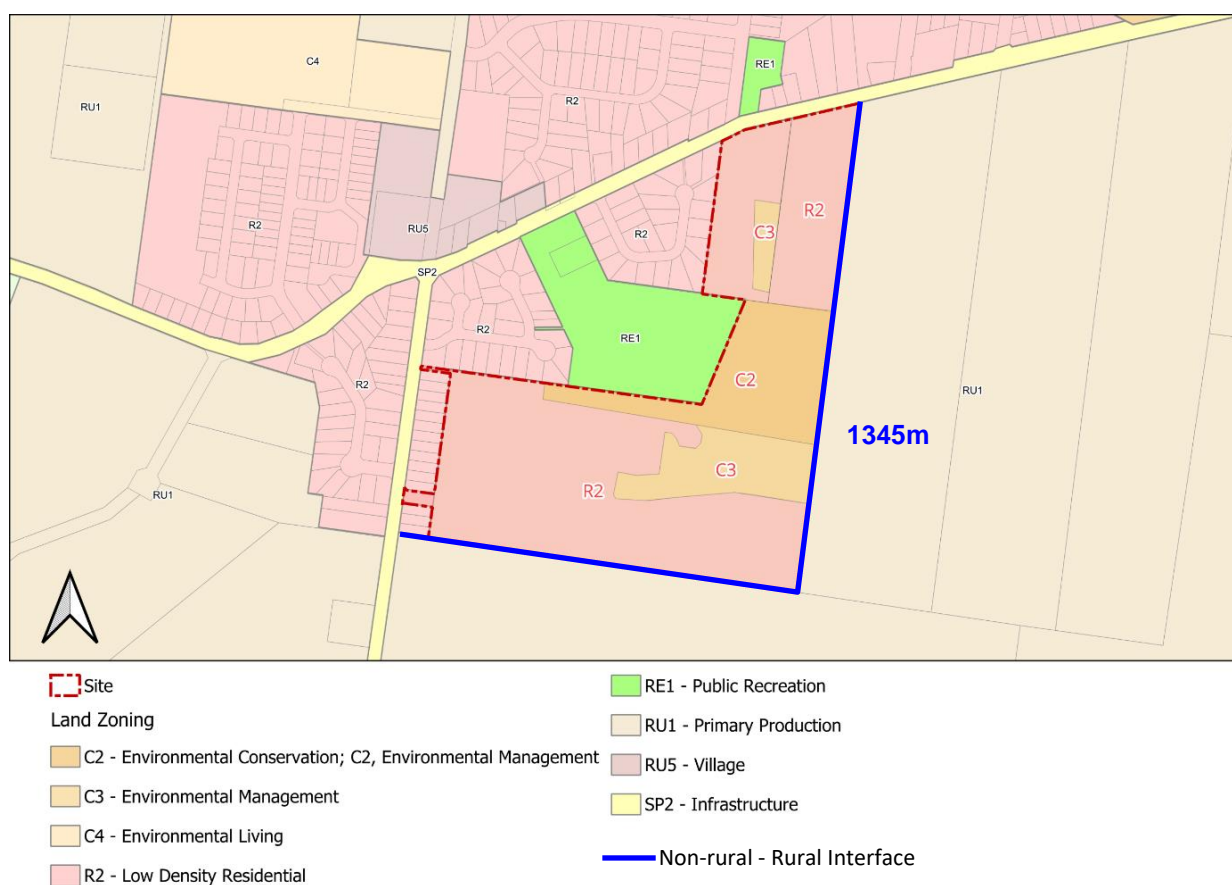 C4
RE1
RU1
R2
R2
R2
C3
RU5
R2
SP2
R2
RE1
C2
RU1
R2
1345m
C3
R2
RU1
Site
Land Zoning
C2 - Environmental Conservation; C2, Environmental Management
C3 - Environmental Management
C4 - Environmental Living
R2 - Low Density Residential
RE1 - Public Recreation
RU1 - Primary Production
RU5 - Village
SP2 - Infrastructure
Non-rural - Rural Interface